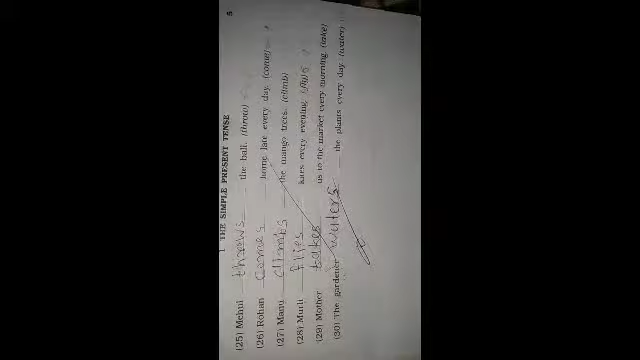 5
THE SIMPLE PRESENT TENSE
(25) Mehul throws the ball. (throw)
(26) Rohan comes home late every day. (come)
(27) Manu climbs the mango trees. (climb)
(28) Murli flies kites every evening.
(29) Mother takes us to the market every morning. (take)
(30) The gardener waters the plants every day. (water)